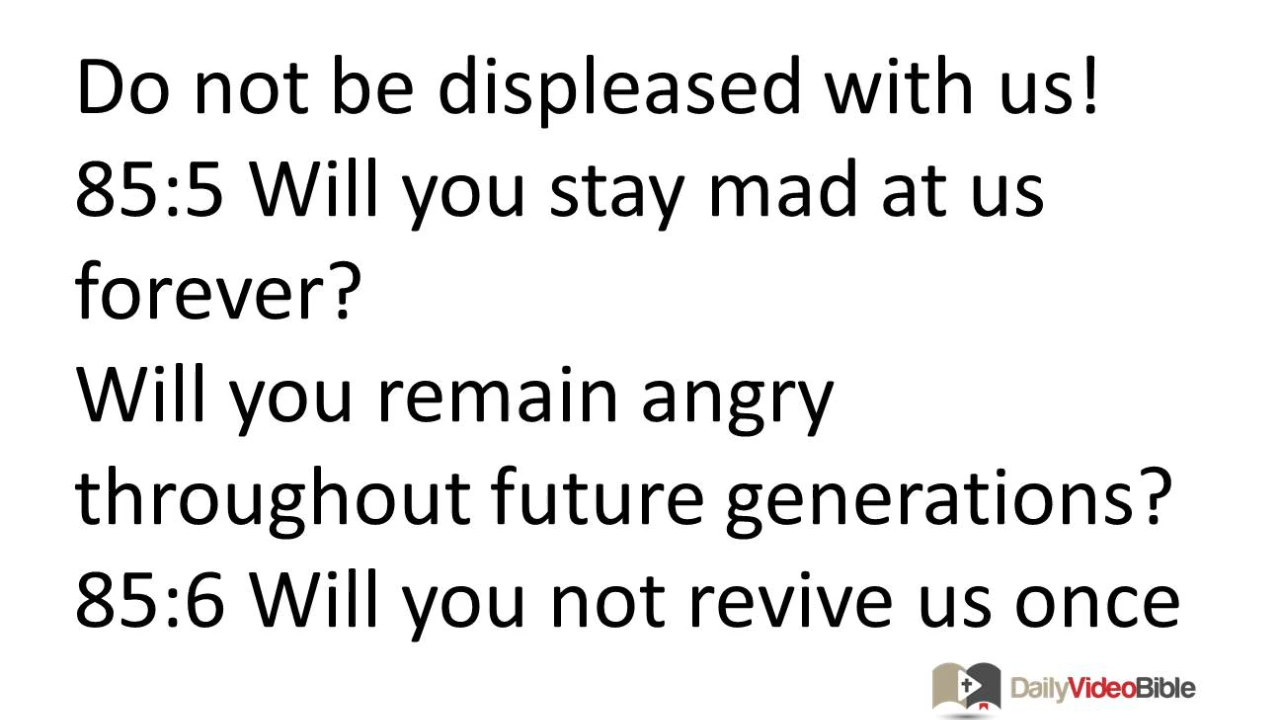 Do not be displeased with us!
85:5 Will you stay mad at us
forever?
Will you remain angry
throughout future generations?
85:6 Will you not revive us once
DailyVideoBible